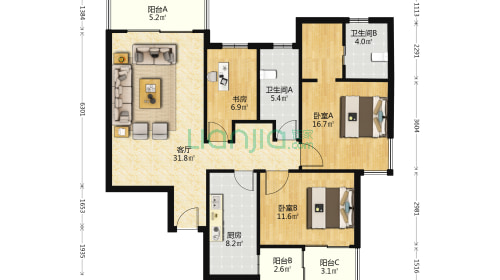 阳台A
5.2㎡
卫生间B
4.0㎡
书房
6.9㎡
卫生间A
5.4㎡
卧室A
16.7㎡
客厅
31.8㎡
Lianjia.链家
.com
厨房
8.2㎡
卧室B
11.6㎡
阳台B
2.6㎡
阳台C
3.1㎡
1384
6301
1653
1935
1113
2291
3604
2981
1516